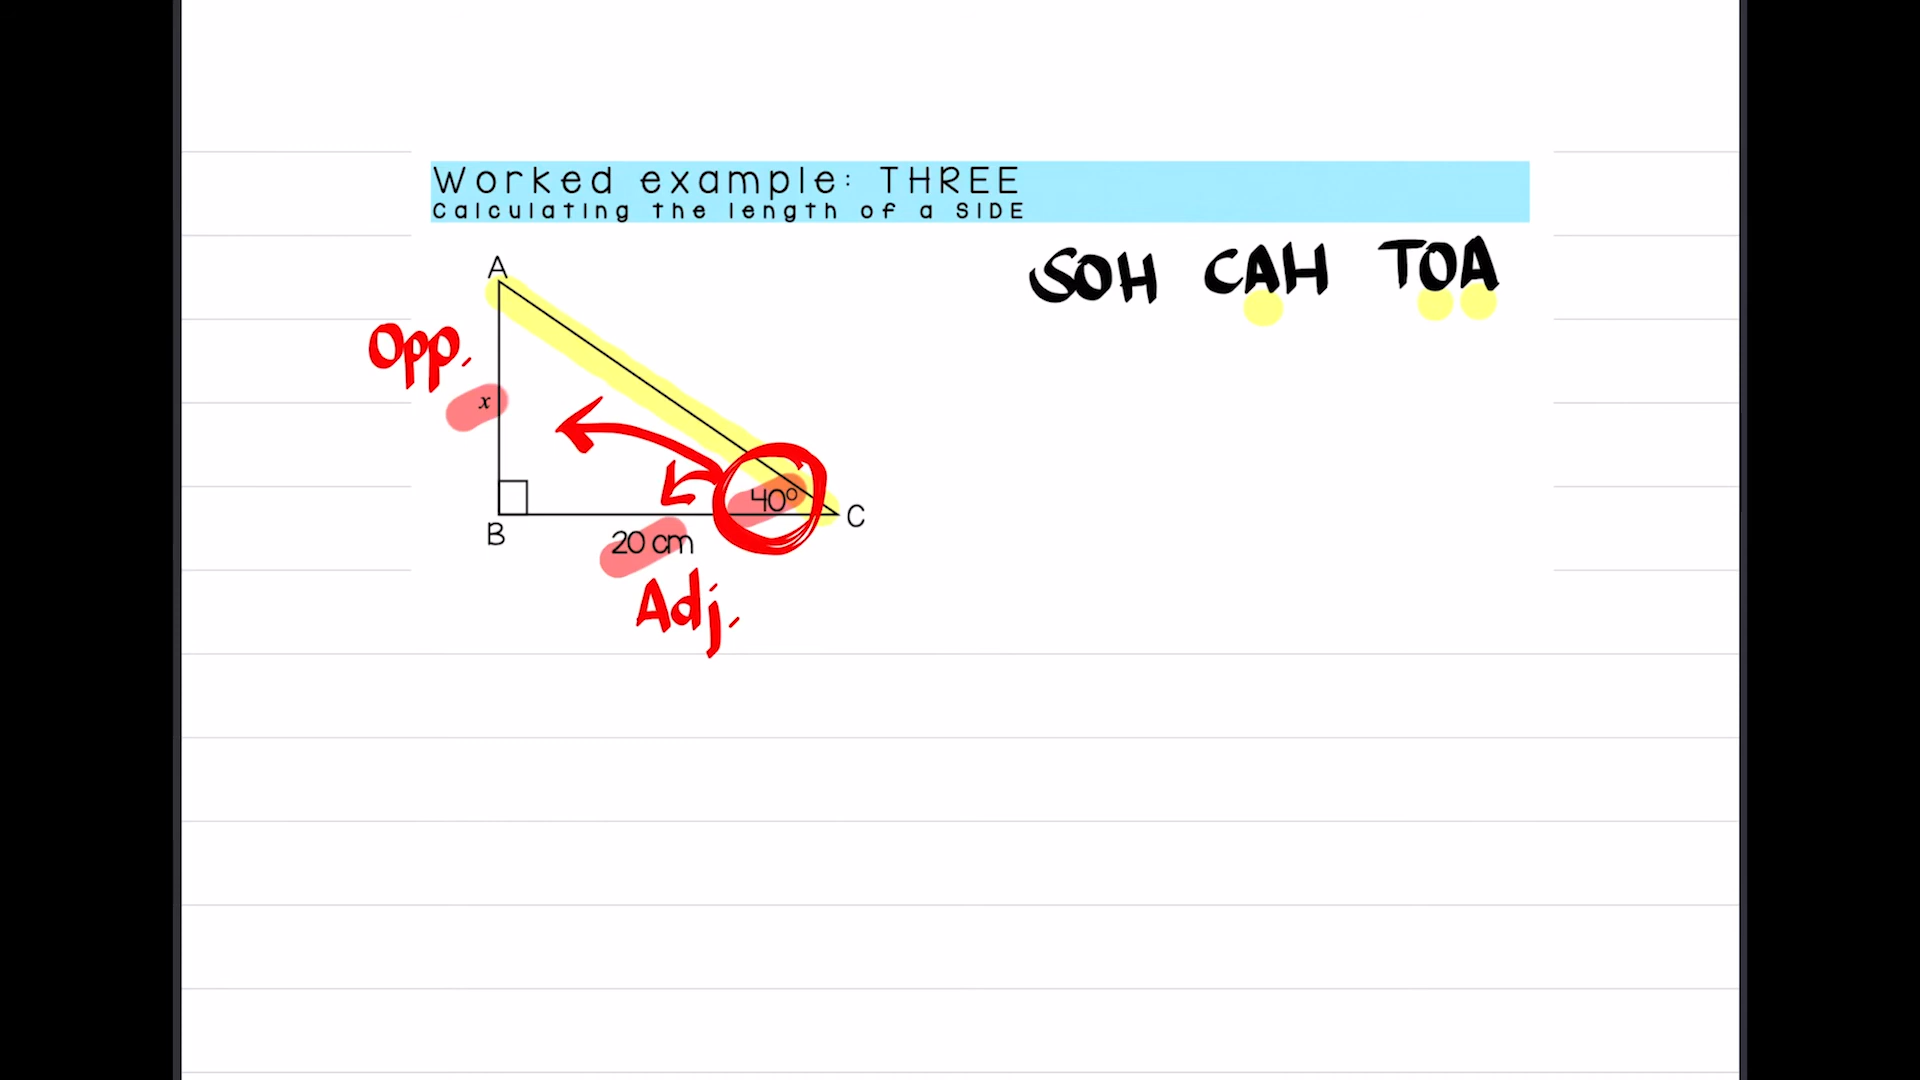 Worked example: THREE
Calculating the length of a SIDE
SOH CAH TOA
A
Opp.
x
40°
B
C
20 cm
Adj.